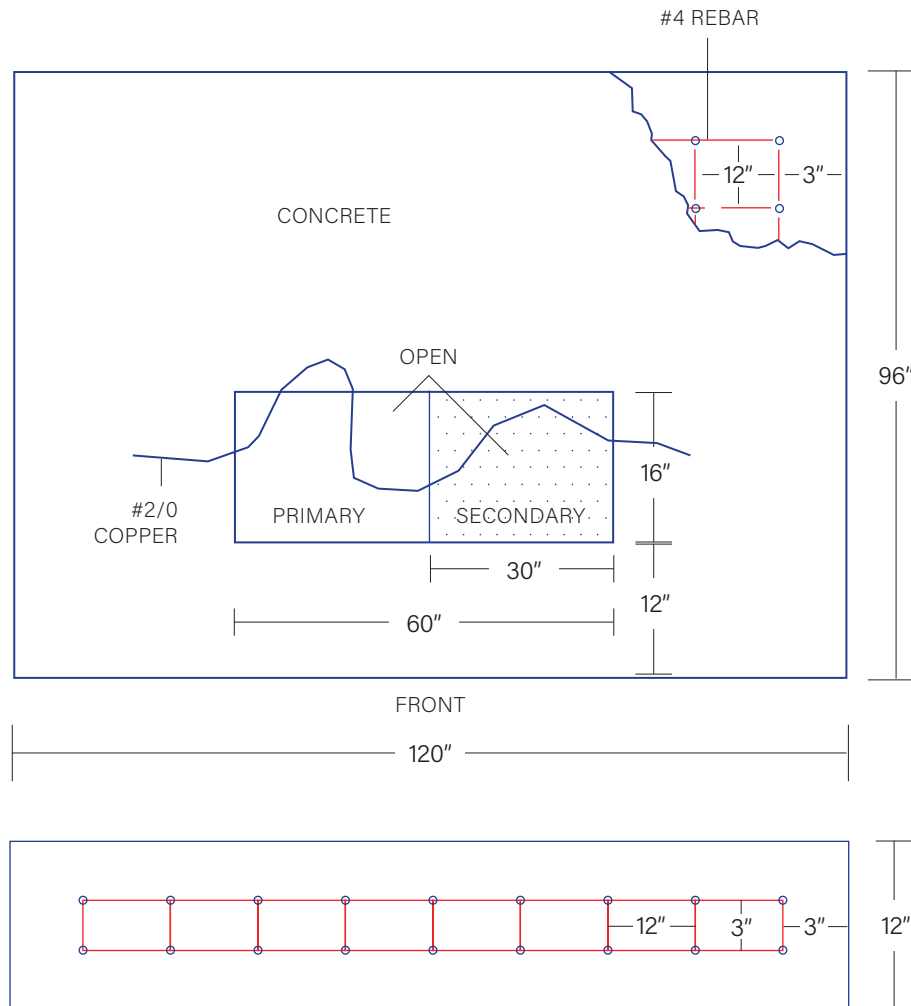 #4 REBAR
12″
3″
CONCRETE
OPEN
96″
16″
#2/0
COPPER
PRIMARY
SECONDARY
30″
12″
60″
FRONT
120″
12″
3″
3″
12″